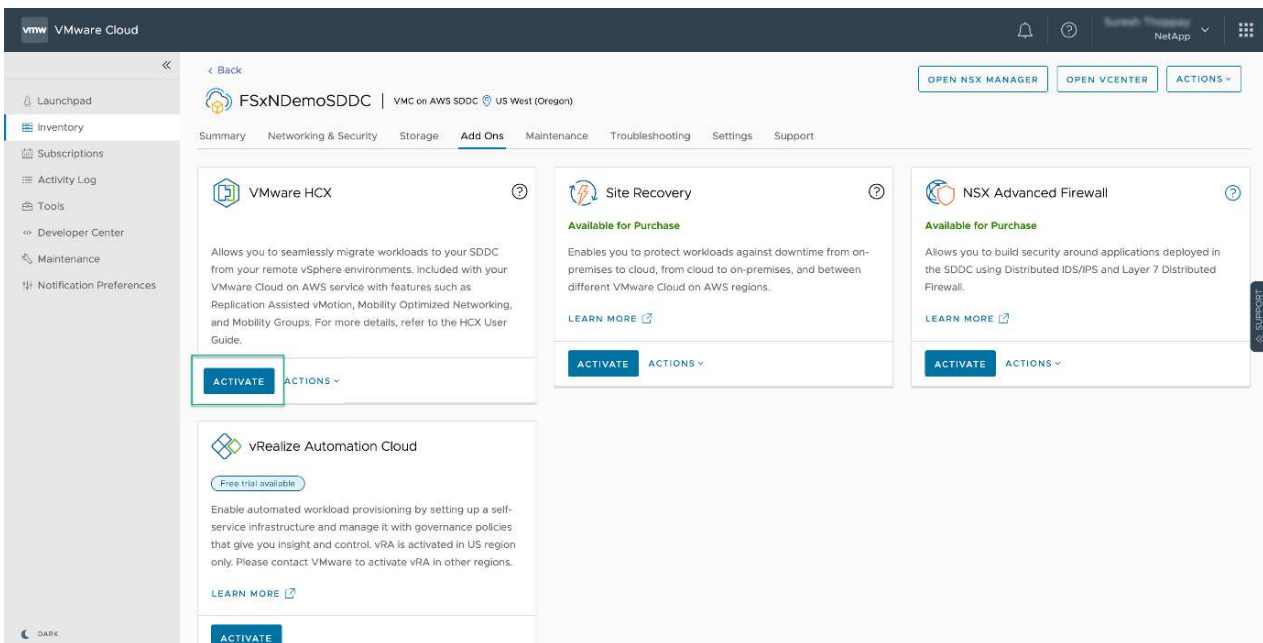 vmw VMware Cloud
NetApp
Launchpad
Inventory
Subscriptions
Activity Log
Tools
Developer Center
Maintenance
Notification Preferences
DARK
< Back
FSxNDemoSDDC | VMC on AWS SDDC US West (Oregon)
OPEN NSX MANAGER OPEN VCENTER ACTIONS
Summary Networking & Security Storage Add Ons Maintenance Troubleshooting Settings Support
VMware HCX
Allows you to seamlessly migrate workloads to your SDDC
from your remote vSphere environments. Included with your
VMware Cloud on AWS service with features such as
Replication Assisted vMotion, Mobility Optimized Networking,
and Mobility Groups. For more details, refer to the HCX User
Guide.
ACTIVATE ACTIONS
Site Recovery
Available for Purchase
Enables you to protect workloads against downtime from on-
premises to cloud, from cloud to on-premises, and between
different VMware Cloud on AWS regions.
LEARN MORE
ACTIVATE ACTIONS
NSX Advanced Firewall
Available for Purchase
Allows you to build security around applications deployed in
the SDDC using Distributed IDS/IPS and Layer 7 Distributed
Firewall.
LEARN MORE
ACTIVATE ACTIONS
SUPPORT
vRealize Automation Cloud
Free trial available
Enable automated workload provisioning by setting up a self-
service infrastructure and manage it with governance policies
that give you insight and control. vRA is activated in US region
only. Please contact VMware to activate vRA in other regions.
LEARN MORE
ACTIVATE